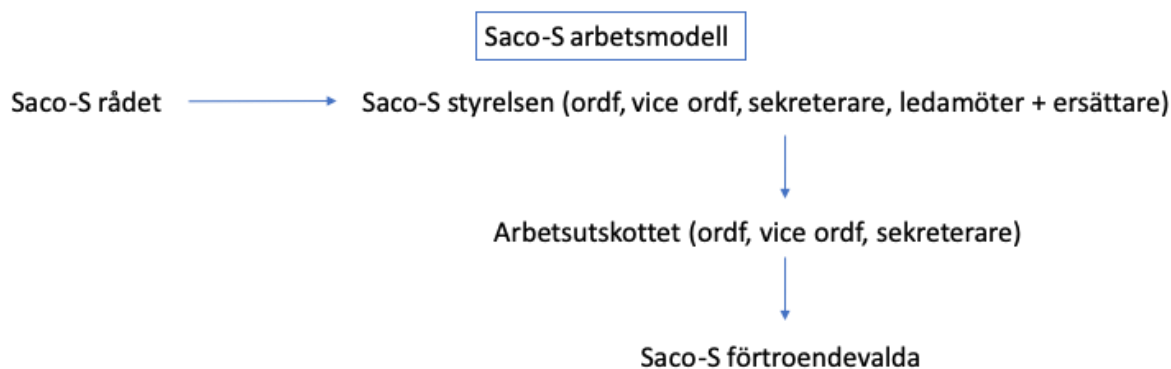 Saco-S arbetsmodell
Saco-S rådet
Saco-S styrelsen (ordf, vice ordf, sekreterare, ledamöter + ersättare)
Arbetsutskottet (ordf, vice ordf, sekreterare)
Saco-S förtroendevalda